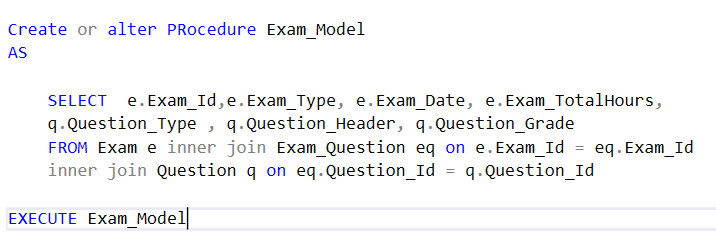 Create or alter PRocedure Exam_Model
AS
SELECT  e.Exam_Id,e.Exam_Type, e.Exam_Date, e.Exam_TotalHours,
q.Question_Type , q.Question_Header, q.Question_Grade
FROM Exam e inner join Exam_Question eq on e.Exam_Id = eq.Exam_Id
inner join Question q on eq.Question_Id = q.Question_Id
EXECUTE Exam_Model